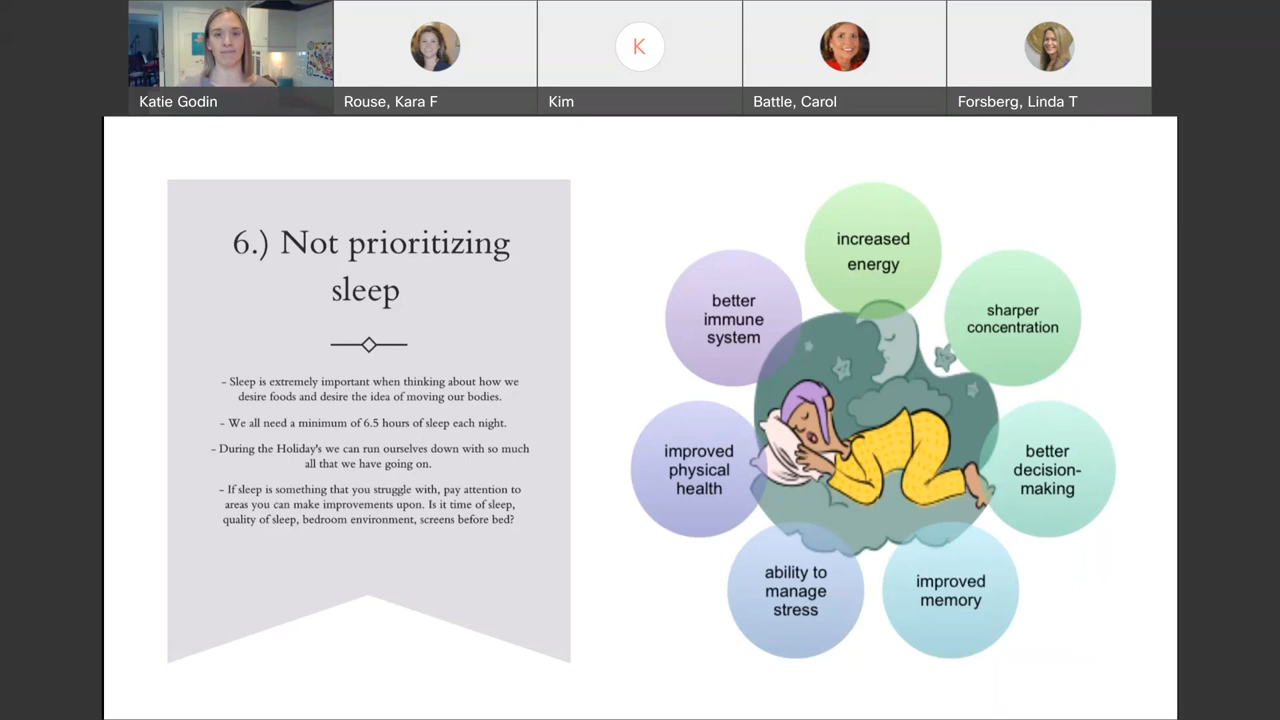 Katie Godin
Rouse, Kara F
K
Kim
Battle, Carol
Forsberg, Linda T
6.) Not prioritizing
sleep
- Sleep is extremely important when thinking about how we
desire foods and desire the idea of moving our bodies.
- We all need a minimum of 6.5 hours of sleep each night.
- During the Holiday's we can run ourselves down with so much
all that we have going on.
- If sleep is something that you struggle with, pay attention to
areas you can make improvements upon. Is it time of sleep,
quality of sleep, bedroom environment, screens before bed?
increased
energy
better
immune
system
sharper
concentration
improved
physical
health
better
decision-
making
ability to
manage
stress
improved
memory